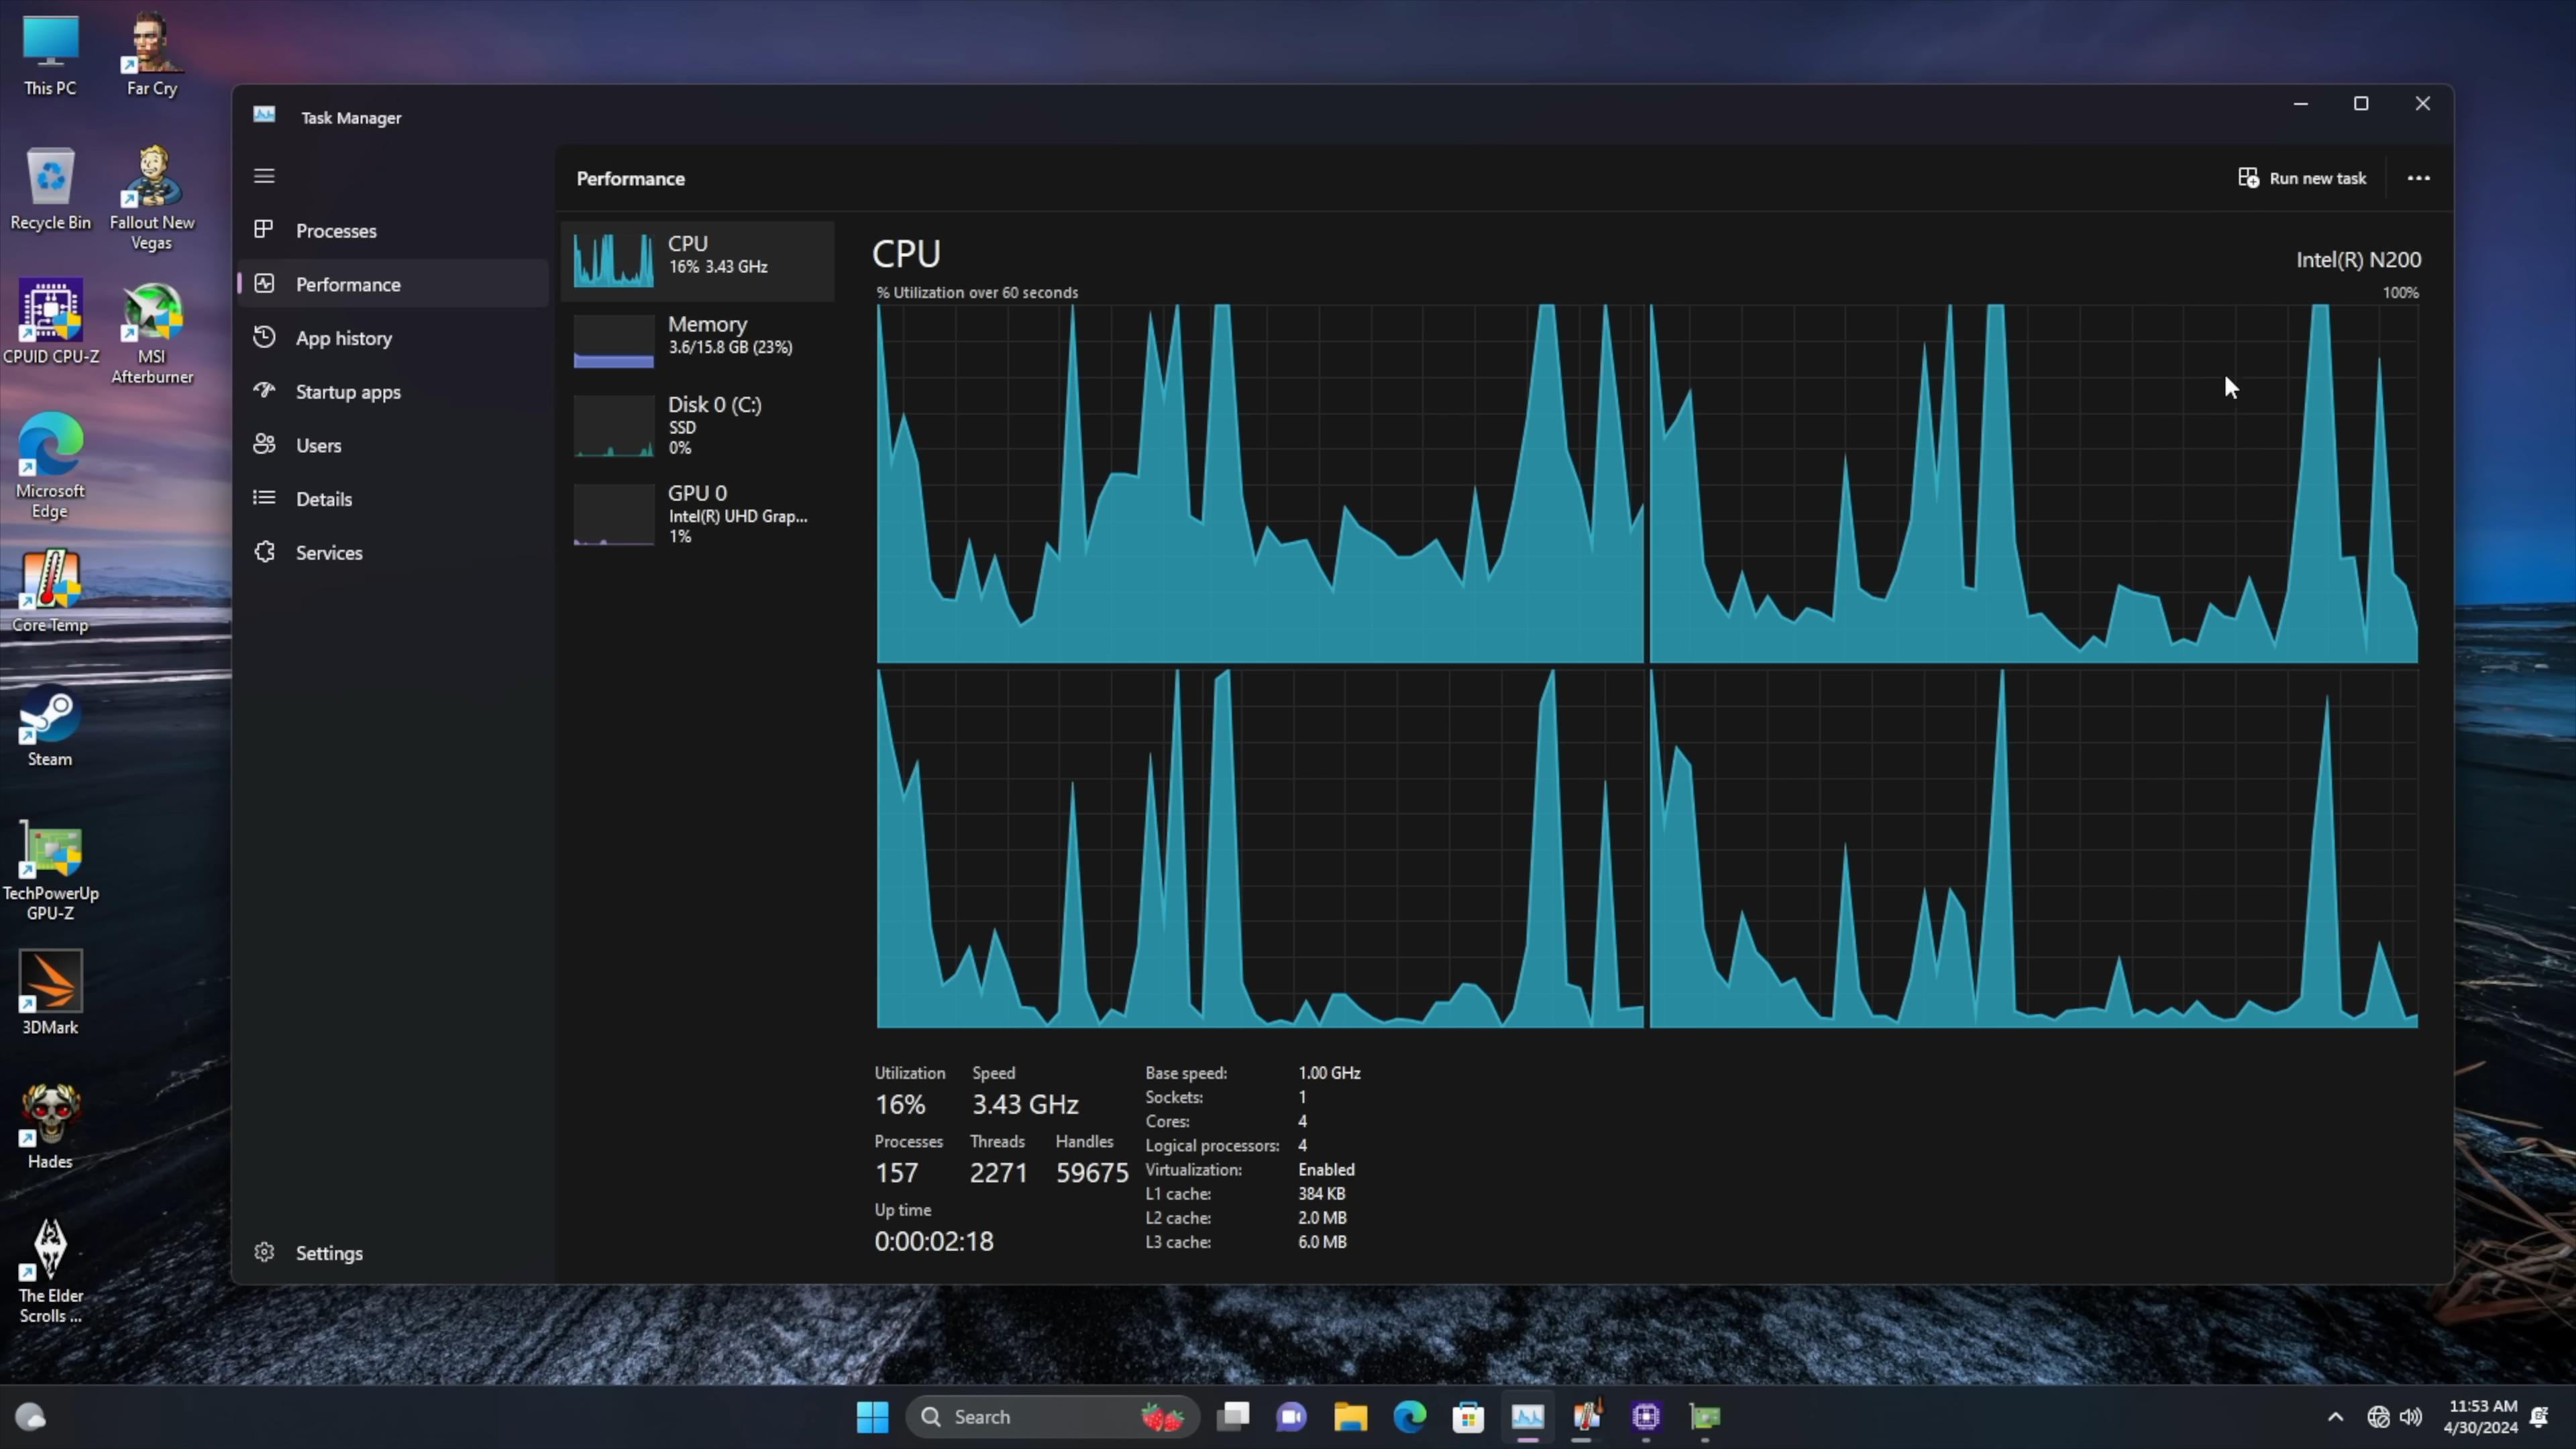 This PC
Far Cry
Recycle Bin
Fallout New
Vegas
CPUID CPU-Z
MSI
Afterburner
Microsoft
Edge
Core Temp
Steam
TechPowerUp
GPU-Z
3DMark
Hades
The Elder
Scrolls ...
Task Manager
Processes
Performance
App history
Startup apps
Users
Details
Services
Settings
Performance
Run new task
CPU
16% 3.43 GHz
Memory
3.6/15.8 GB (23%)
Disk 0 (C:)
SSD
0%
GPU 0
Intel(R) UHD Grap...
1%
CPU
Intel(R) N200
% Utilization over 60 seconds
100%
Utilization
Speed
16%
3.43 GHz
Processes
Threads
Handles
157
2271
59675
Up time
0:00:02:18
Base speed: 1.00 GHz
Sockets: 1
Cores: 4
Logical processors: 4
Virtualization: Enabled
L1 cache: 384 KB
L2 cache: 2.0 MB
L3 cache: 6.0 MB
Search
11:53 AM
4/30/2024